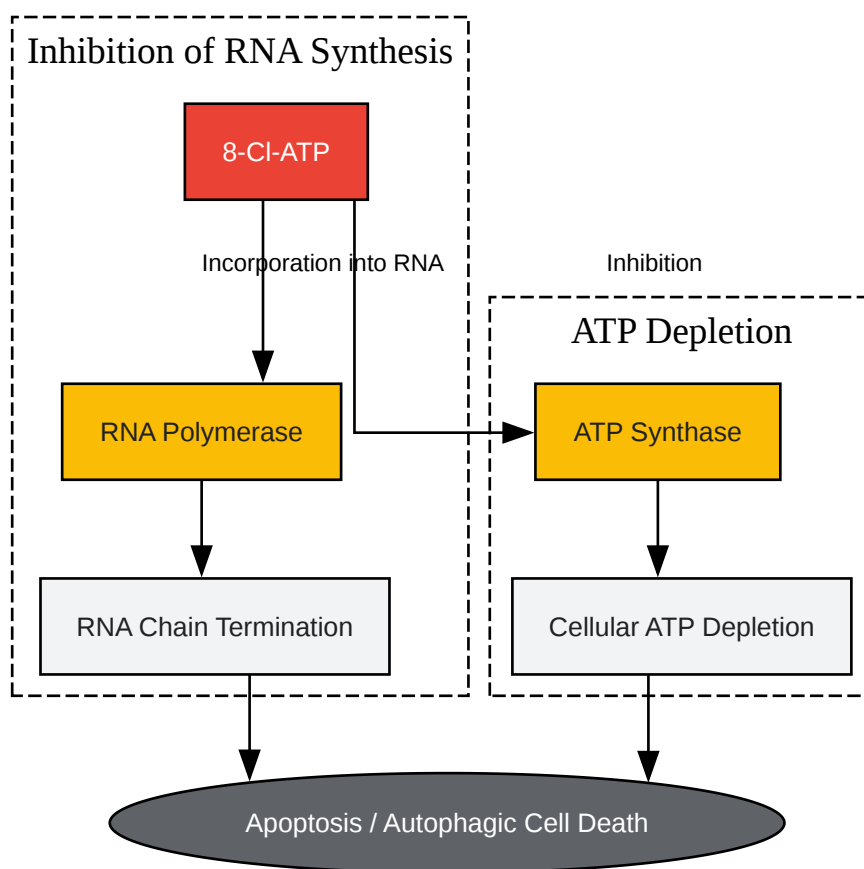 Inhibition of RNA Synthesis
8-Cl-ATP
Incorporation into RNA
Inhibition
ATP Depletion
RNA Polymerase
ATP Synthase
RNA Chain Termination
Cellular ATP Depletion
Apoptosis / Autophagic Cell Death